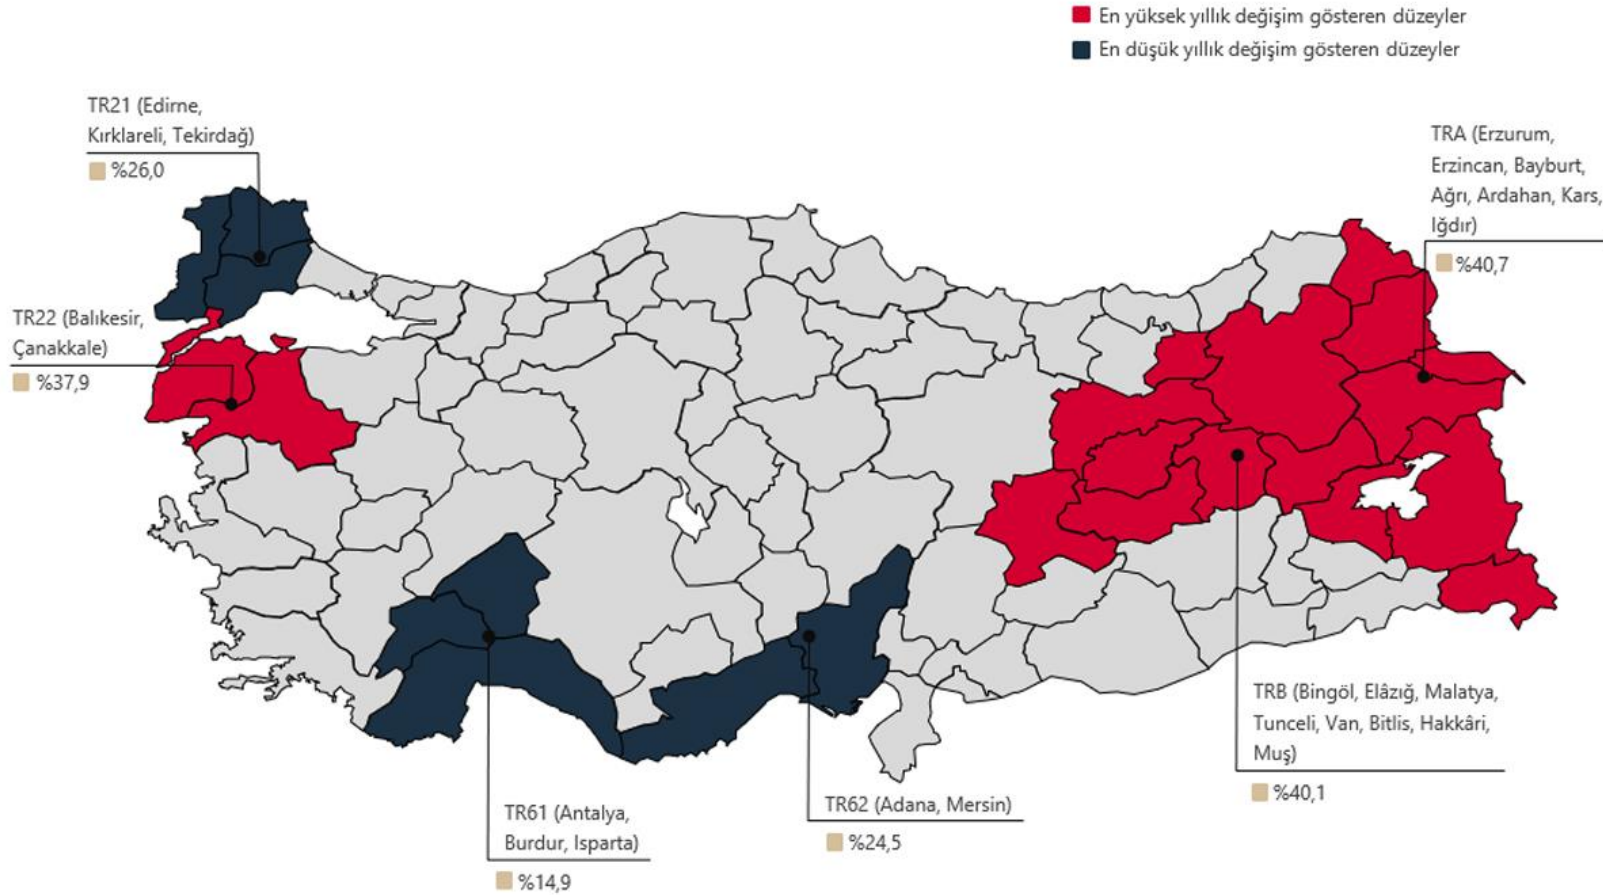 En yüksek yıllık değişim gösteren düzeyler
En düşük yıllık değişim gösteren düzeyler
TR21 (Edirne,
Kırklareli, Tekirdağ)
%26,0
TRA (Erzurum,
Erzincan, Bayburt,
Ağrı, Ardahan, Kars,
Iğdır)
%40,7
TR22 (Balıkesir,
Çanakkale)
%37,9
TRB (Bingöl, Elâzığ, Malatya,
Tunceli, Van, Bitlis, Hakkâri,
Muş)
%40,1
TR62 (Adana, Mersin)
%24,5
TR61 (Antalya,
Burdur, Isparta)
%14,9